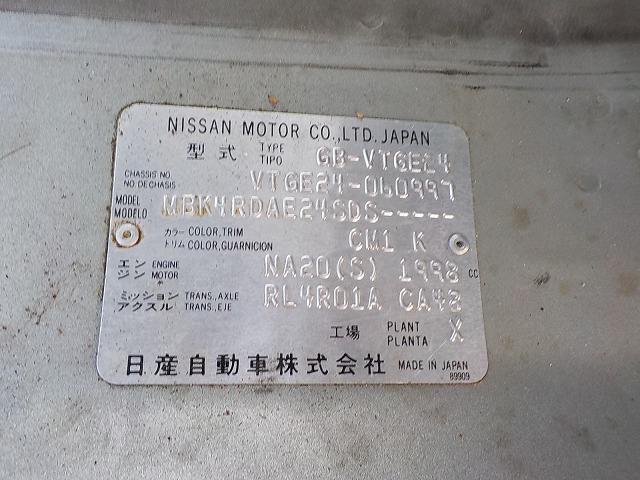 NISSAN MOTOR CO.,LTD. JAPAN
型式 TYPE TIPO GB-VTGE24
CHASSIS NO. NO. DE CHASIS VTGE24-060997
MODEL MODELO MBK4RDAE24SDS-----
カラー COLOR,TRIM トリム COLOR,GUARNICION CM1 K
エンジン ENGINE MOTOR NA20(S) 1998 CC
ミッション TRANS.,AXLE アクスル TRANS.,EJE RL4R01A CA42
工場 PLANT PLANTA X
日産自動車株式会社 MADE IN JAPAN
89909